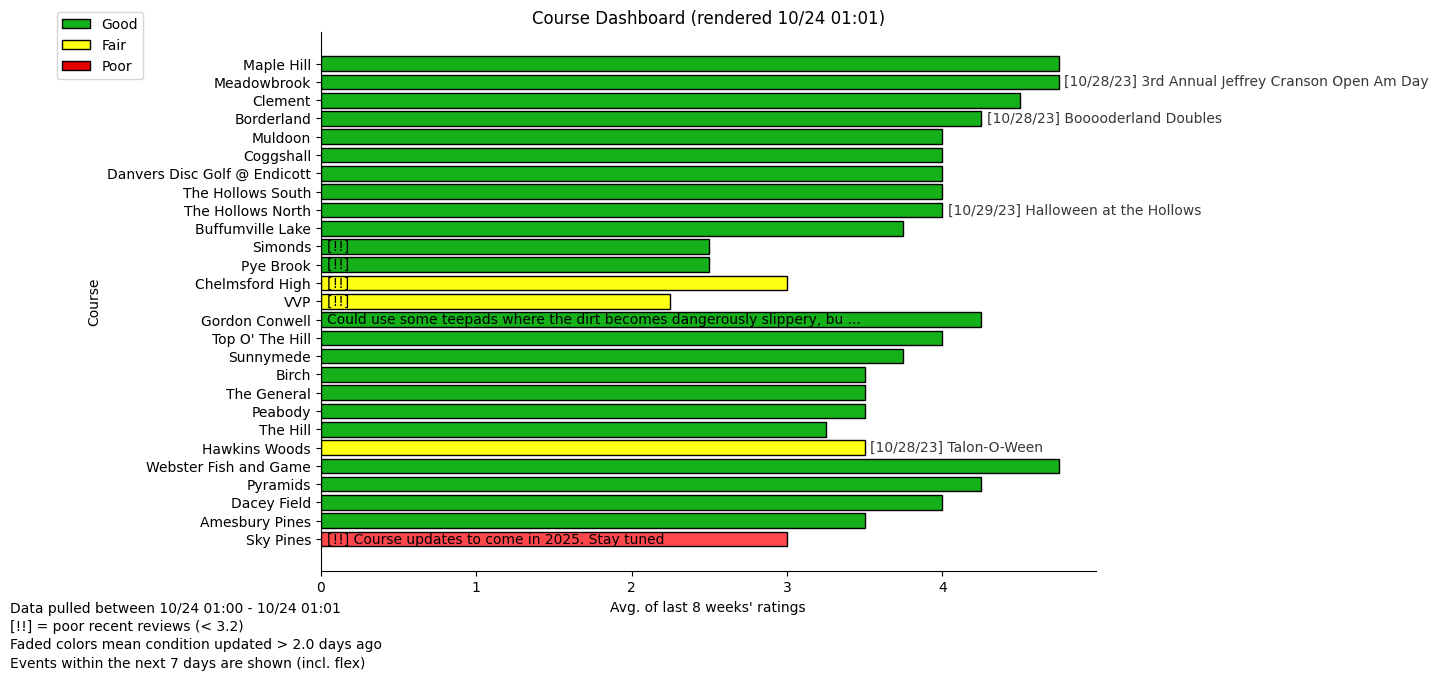 Course Dashboard (rendered 10/24 01:01)
Good
Fair
Poor
Maple Hill
Meadowbrook [10/28/23] 3rd Annual Jeffrey Cranson Open Am Day
Clement
Borderland [10/28/23] Booooderland Doubles
Muldoon
Coggshall
Danvers Disc Golf @ Endicott
The Hollows South
The Hollows North [10/29/23] Halloween at the Hollows
Buffumville Lake
Simonds [!!]
Pye Brook [!!]
Chelmsford High [!!]
VVP [!!]
Gordon Conwell Could use some teepads where the dirt becomes dangerously slippery, bu ...
Top O' The Hill
Sunnymede
Birch
The General
Peabody
The Hill
Hawkins Woods [10/28/23] Talon-O-Ween
Webster Fish and Game
Pyramids
Dacey Field
Amesbury Pines
Sky Pines [!!] Course updates to come in 2025. Stay tuned
Course
0 1 2 3 4
Avg. of last 8 weeks' ratings
Data pulled between 10/24 01:00 - 10/24 01:01
[!!] = poor recent reviews (< 3.2)
Faded colors mean condition updated > 2.0 days ago
Events within the next 7 days are shown (incl. flex)